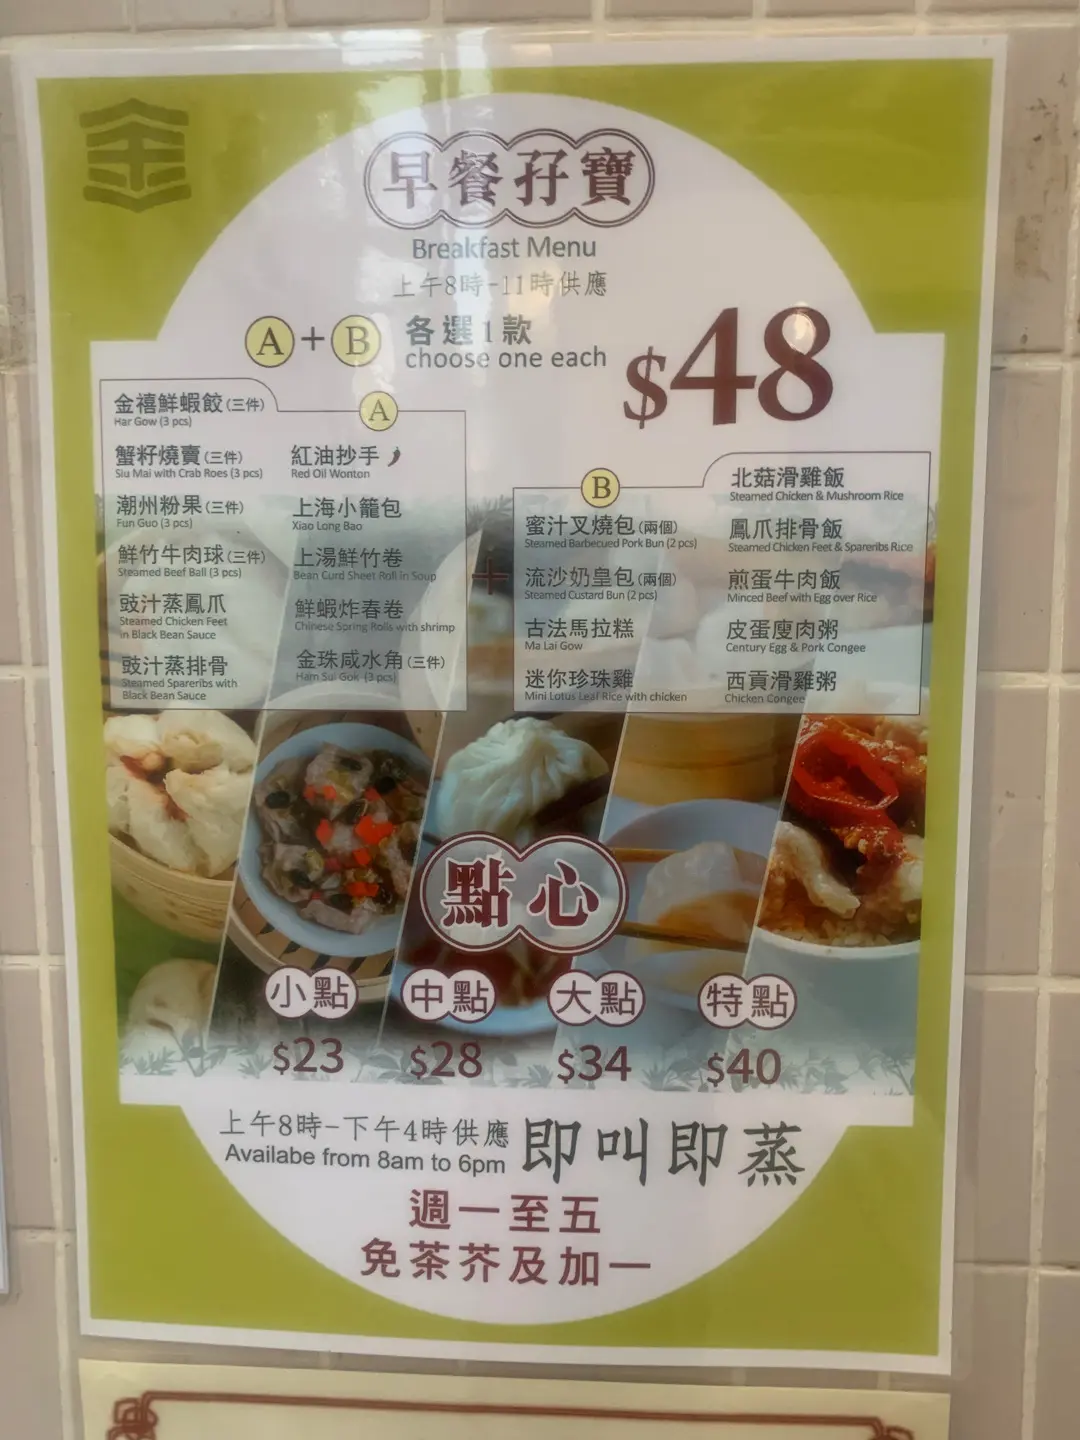 金
早餐孖寶
Breakfast Menu
上午8時-11時供應
A + B 各選1款
choose one each
$48
A
金禧鮮蝦餃(三件)
Har Gow (3 pcs)
蟹籽燒賣(三件)
Siu Mai with Crab Roes (3 pcs)
潮州粉果(三件)
Fun Guo (3 pcs)
鮮竹牛肉球(三件)
Steamed Beef Ball (3 pcs)
豉汁蒸鳳爪
Steamed Chicken Feet
in Black Bean Sauce
豉汁蒸排骨
Steamed Spareribs with
Black Bean Sauce
紅油抄手
Red Oil Wonton
上海小籠包
Xiao Long Bao
上湯鮮竹卷
Bean Curd Sheet Roll in Soup
鮮蝦炸春卷
Chinese Spring Rolls with shrimp
金珠咸水角(三件)
Ham Sui Gok (3 pcs)
+
B
蜜汁叉燒包(兩個)
Steamed Barbecued Pork Bun (2 pcs)
流沙奶皇包(兩個)
Steamed Custard Bun (2 pcs)
古法馬拉糕
Ma Lai Gow
迷你珍珠雞
Mini Lotus Leaf Rice with chicken
北菇滑雞飯
Steamed Chicken & Mushroom Rice
鳳爪排骨飯
Steamed Chicken Feet & Spareribs Rice
煎蛋牛肉飯
Minced Beef with Egg over Rice
皮蛋廋肉粥
Century Egg & Pork Congee
西貢滑雞粥
Chicken Congee
點心
小點 中點 大點 特點
$23 $28 $34 $40
上午8時-下午4時供應
Availabe from 8am to 6pm
即叫即蒸
週一至五
免茶芥及加一